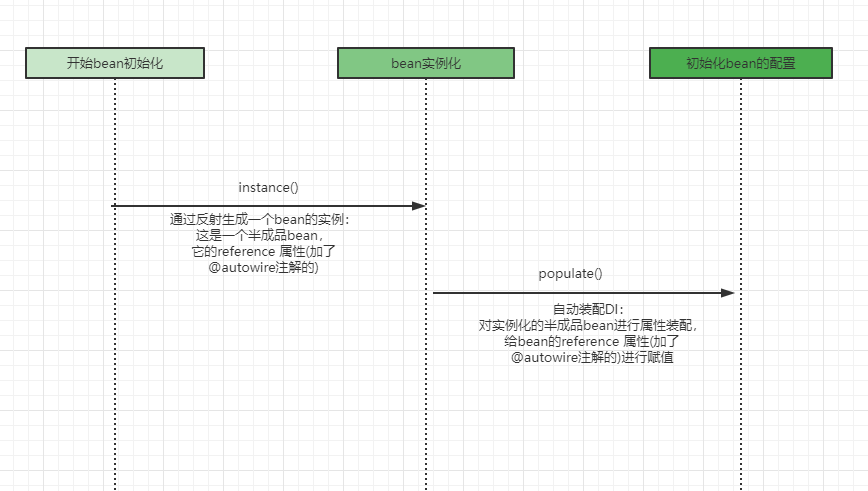 开始bean初始化
bean实例化
初始化bean的配置
instance()
通过反射生成一个bean的实例：
这是一个半成品bean，
它的reference 属性(加了
@autowire注解的)
populate()
自动装配DI：
对实例化的半成品bean进行属性装配，
给bean的reference 属性(加了
@autowire注解的)进行赋值